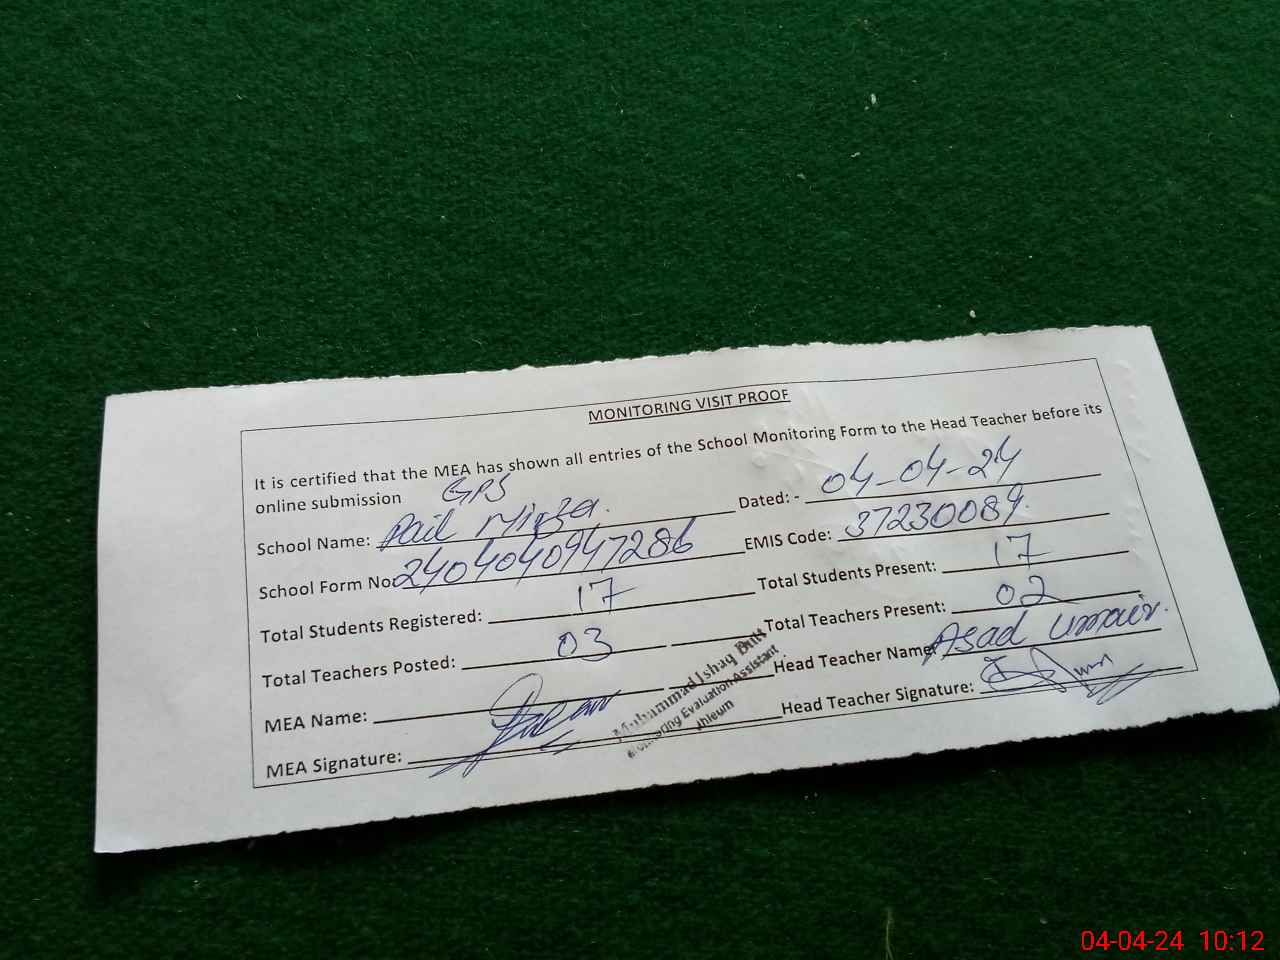 MONITORING VISIT PROOF
It is certified that the MEA has shown all entries of the School Monitoring Form to the Head Teacher before its
online submission
GPS
School Name: Pail Mirza. Dated: - 04-04-24
School Form No 2404040947286 EMIS Code: 37230089
Total Students Registered: 17 Total Students Present: 17
Total Teachers Posted: 03 Total Teachers Present: 02
MEA Name: Head Teacher Name Asad Umair.
MEA Signature: Head Teacher Signature:
Muhammad Ishaq Butt
Monitoring Evaluation Assistant
Jhleum
04-04-24 10:12